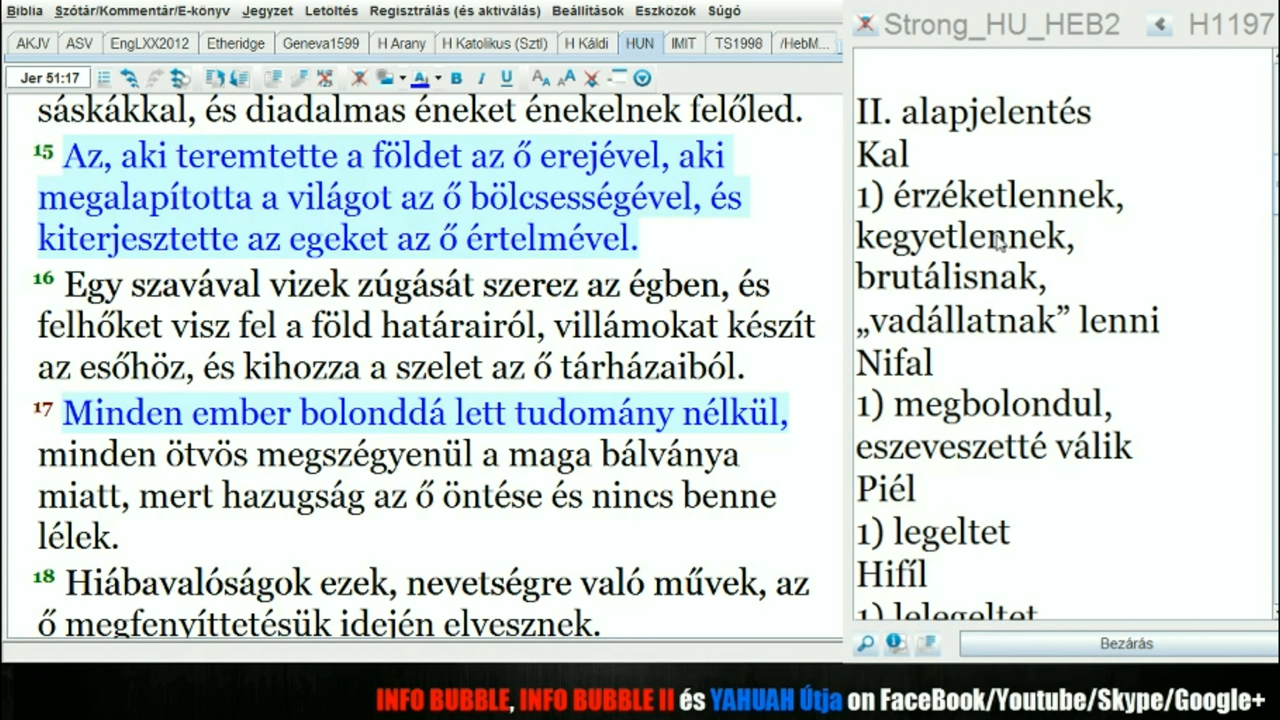 Biblia Szótár/Kommentár/E-könyv Jegyzet Letöltés Regisztrálás (és aktiválás) Beállítások Eszközök Súgó
AKJV ASV EngLXX2012 Etheridge Geneva1599 H Arany H Katolikus (SztI) H Káldi HUN IMIT TS1998 /HebM...
Jer 51:17
sáskákkal, és diadalmas éneket énekelnek felőled.
15 Az, aki teremtette a földet az ő erejével, aki
megalapította a világot az ő bölcsességével, és
kiterjesztette az egeket az ő értelmével.
16 Egy szavával vizek zúgását szerez az égben, és
felhőket visz fel a föld határairól, villámokat készít
az esőhöz, és kihozza a szelet az ő tárházaiból.
17 Minden ember bolonddá lett tudomány nélkül,
minden ötvös megszégyenül a maga bálványa
miatt, mert hazugság az ő öntése és nincs benne
lélek.
18 Hiábavalóságok ezek, nevetségre való művek, az
ő megfenyíttetésük idején elvesznek.
Strong_HU_HEB2 H1197
II. alapjelentés
Kal
1) érzéketlennek,
kegyetlennek,
brutálisnak,
„vadállatnak” lenni
Nifal
1) megbolondul,
eszeveszetté válik
Piél
1) legeltet
Hifíl
1) lelegeltet
Bezárás
INFO BUBBLE, INFO BUBBLE II és YAHUAH Útja on FaceBook/Youtube/Skype/Google+